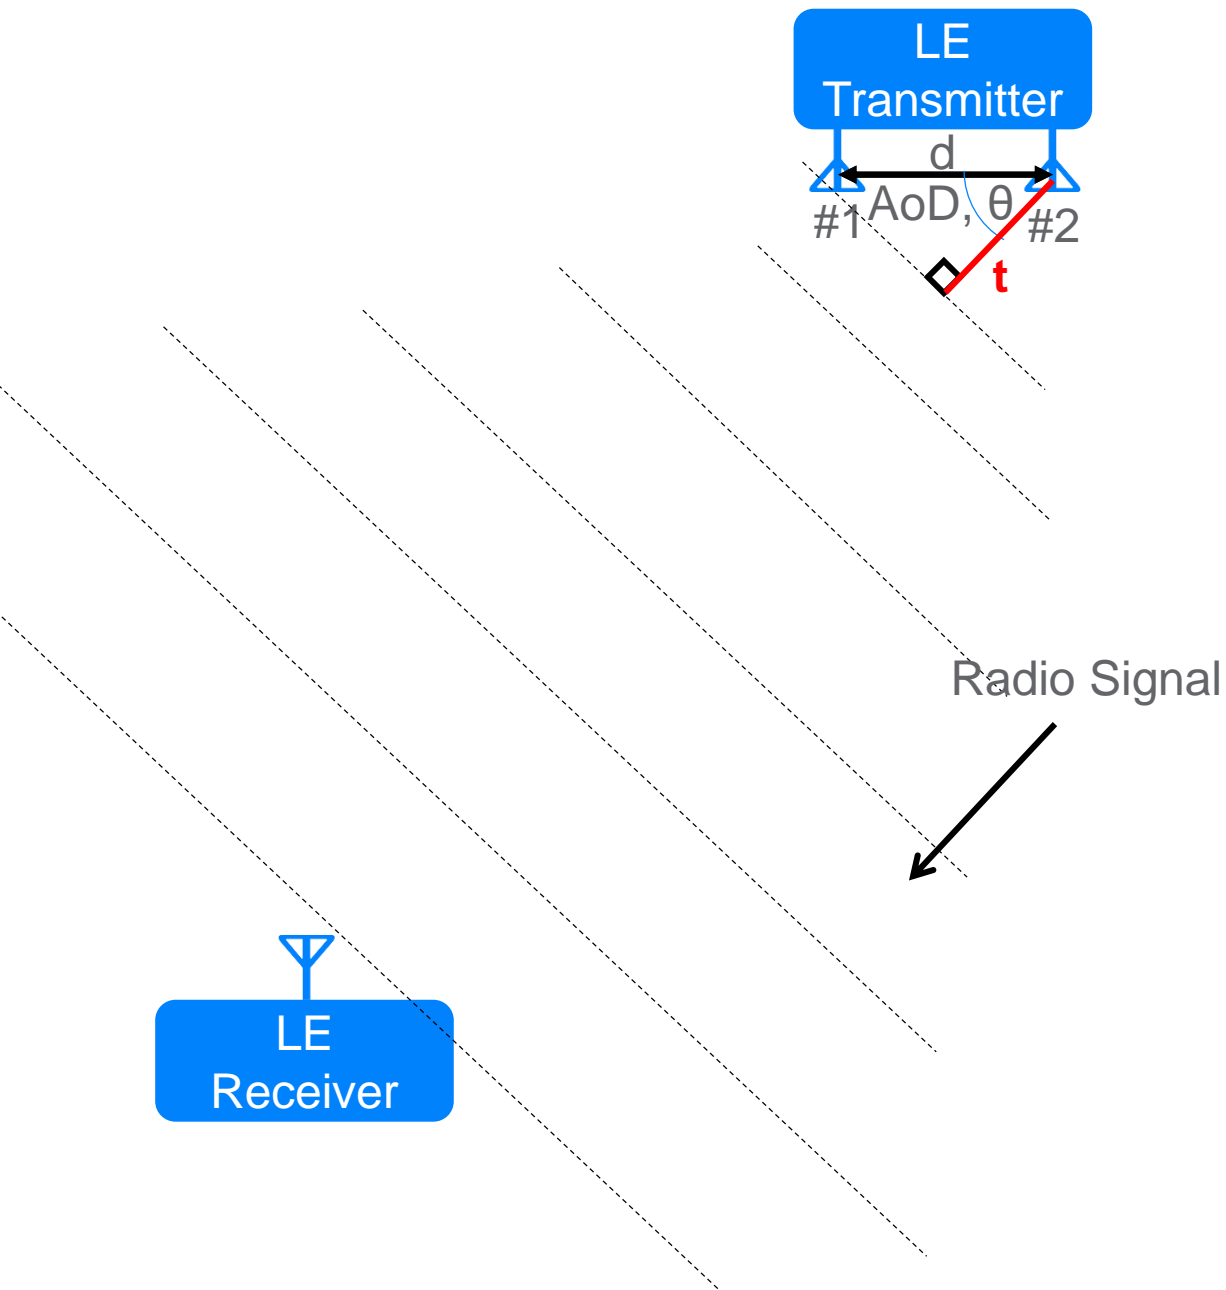 LE
Transmitter
d
AoD, θ
#1
#2
t
Radio Signal
LE
Receiver